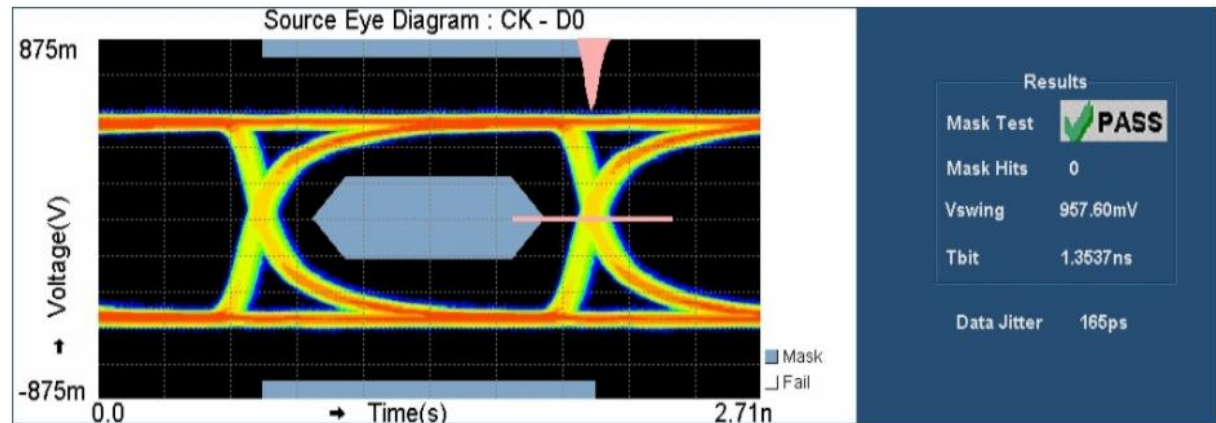 Source Eye Diagram : CK - D0
875m
Voltage(V)
-875m
0.0
Time(s)
2.71n
Mask
Fail
Results
Mask Test PASS
Mask Hits 0
Vswing 957.60mV
Tbit 1.3537ns
Data Jitter 165ps